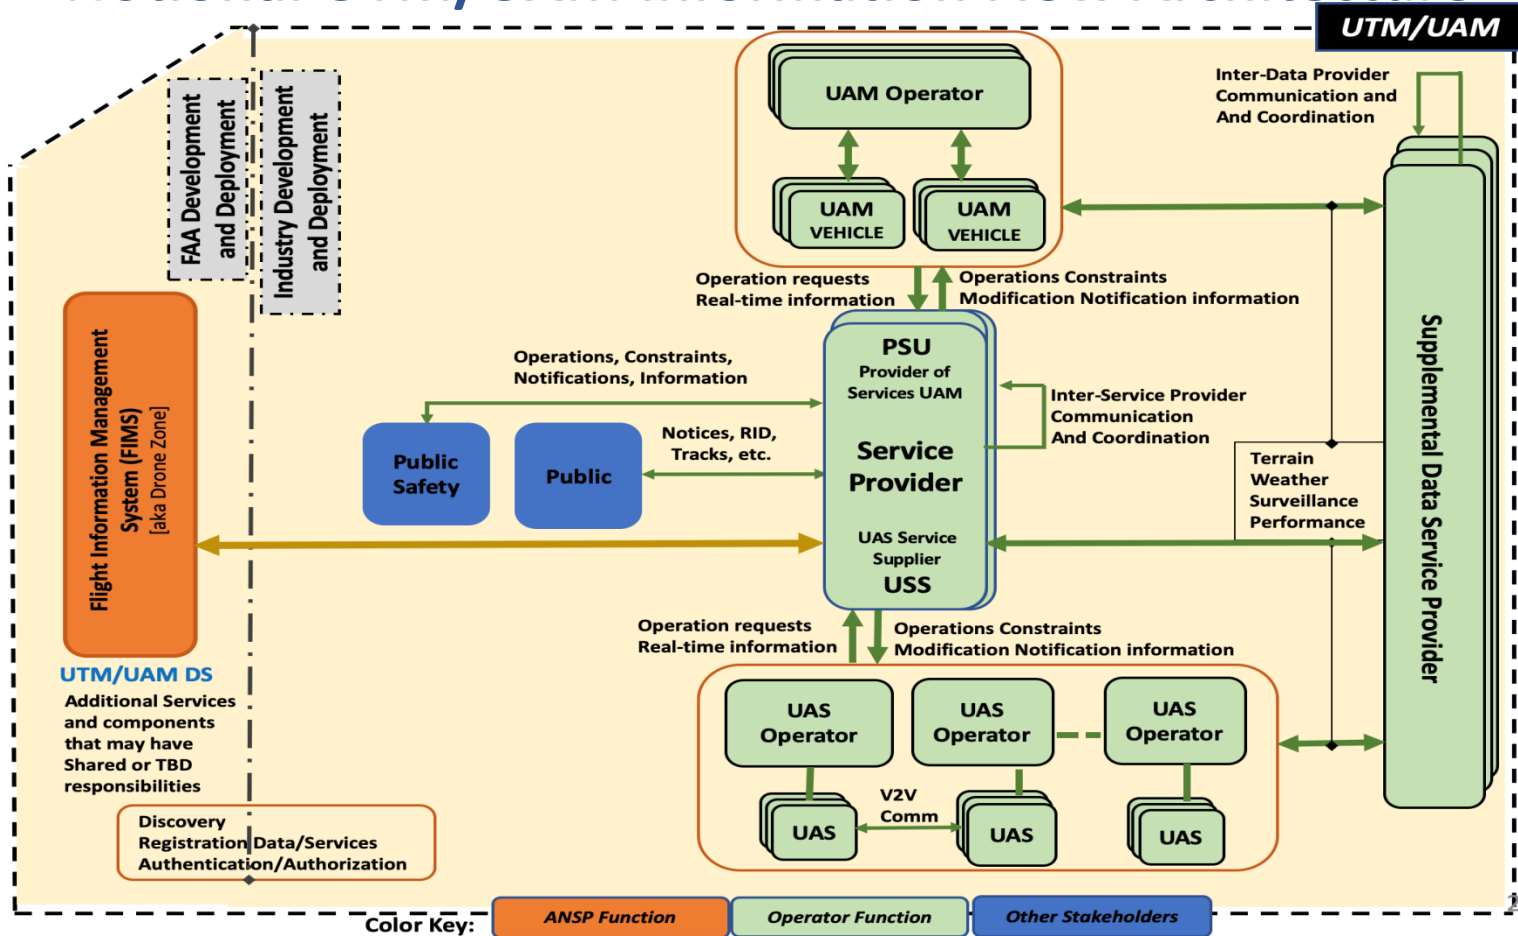 UTM/UAM
FAA Development
and Deployment
Industry Development
and Deployment
UAM Operator
UAM
VEHICLE
UAM
VEHICLE
Inter-Data Provider
Communication and
And Coordination
Operation requests
Real-time information
Operations Constraints
Modification Notification information
Flight Information Management
System (FIMS)
[aka Drone Zone]
Operations, Constraints,
Notifications, Information
PSU
Provider of
Services UAM
Service
Provider
UAS Service
Supplier
USS
Inter-Service Provider
Communication
And Coordination
Public
Safety
Public
Notices, RID,
Tracks, etc.
Terrain
Weather
Surveillance
Performance
Supplemental Data Service Provider
Operation requests
Real-time information
Operations Constraints
Modification Notification information
UTM/UAM DS
Additional Services
and components
that may have
Shared or TBD
responsibilities
UAS
Operator
UAS
Operator
UAS
Operator
V2V
Comm
UAS
UAS
UAS
Discovery
Registration Data/Services
Authentication/Authorization
Color Key:
ANSP Function
Operator Function
Other Stakeholders